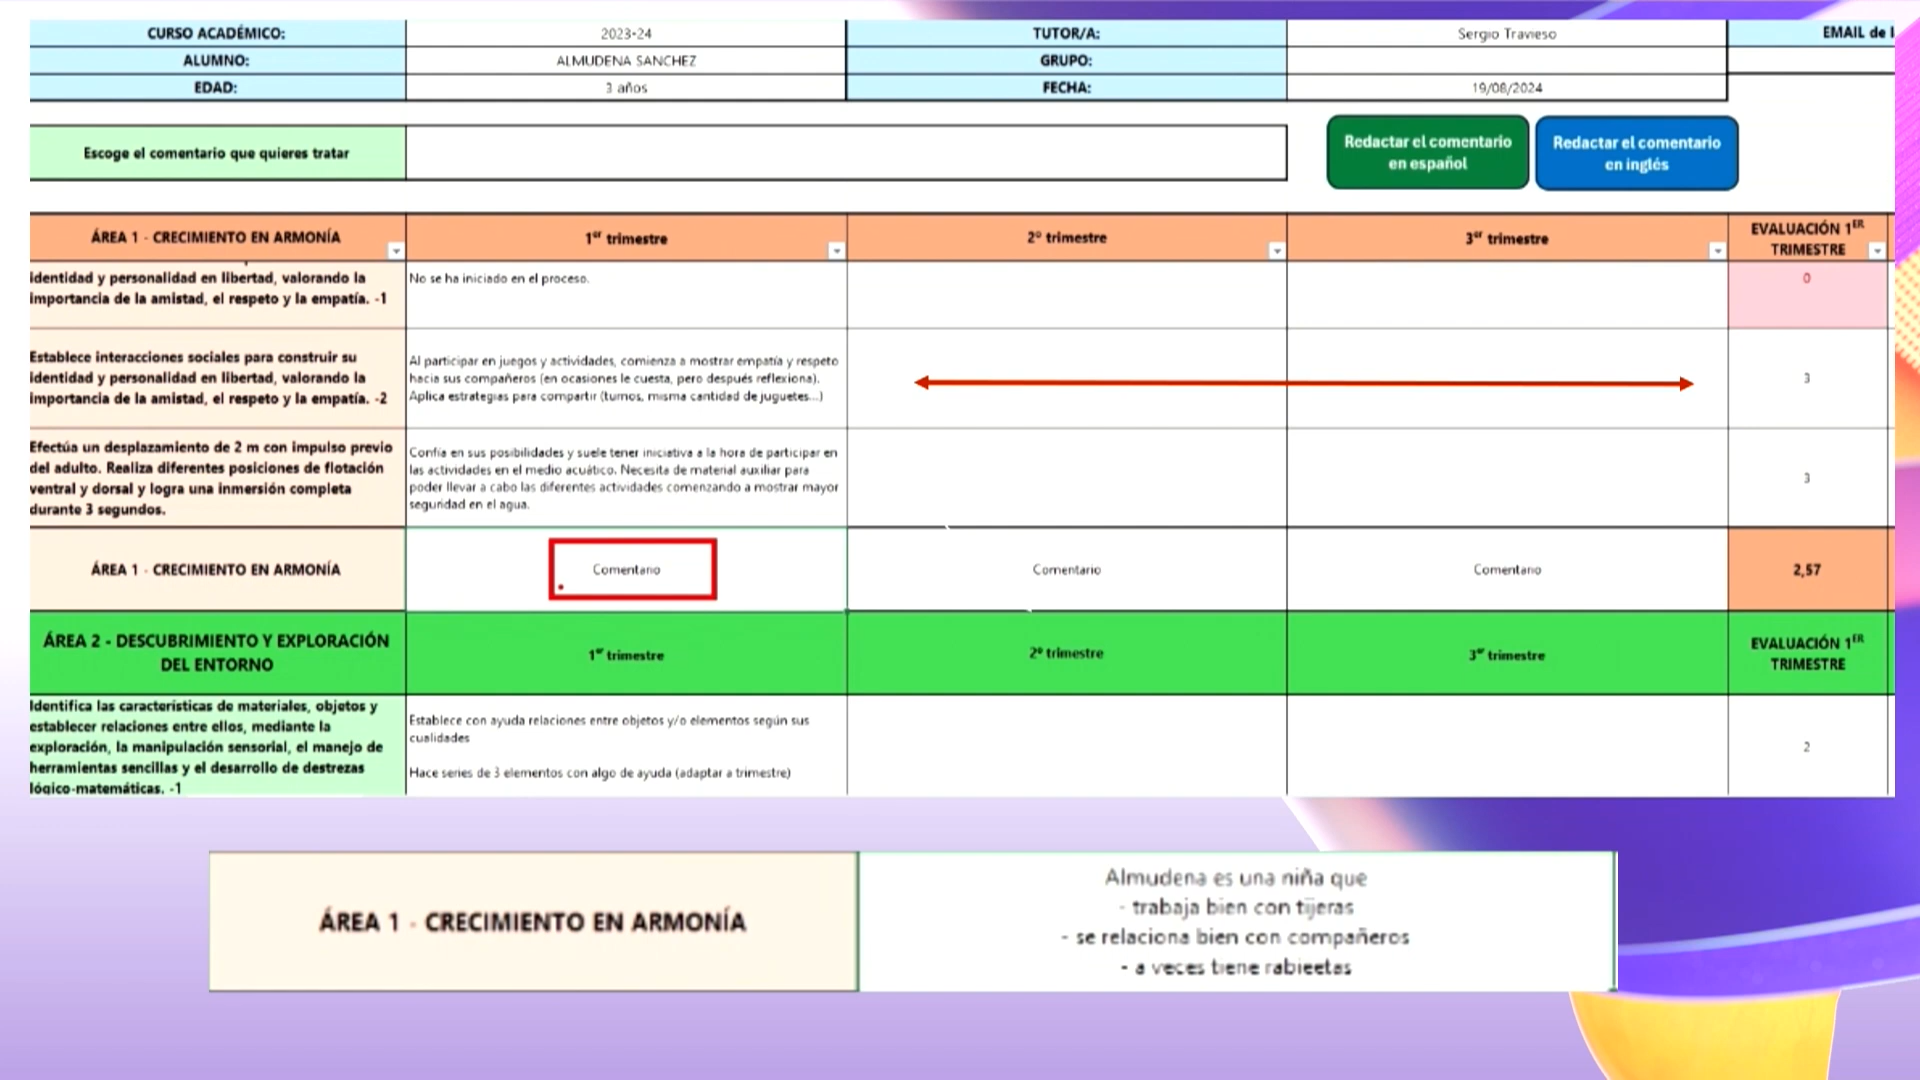 CURSO ACADÉMICO: 2023-24 TUTOR/A: Sergio Travieso EMAIL de
ALUMNO: ALMUDENA SANCHEZ GRUPO:
EDAD: 3 años FECHA: 19/08/2024
Escoge el comentario que quieres tratar
Redactar el comentario
en español
Redactar el comentario
en inglés
ÁREA 1 - CRECIMIENTO EN ARMONÍA
1er trimestre
2º trimestre
3er trimestre
EVALUACIÓN 1ER
TRIMESTRE
identidad y personalidad en libertad, valorando la
importancia de la amistad, el respeto y la empatía. -1
No se ha iniciado en el proceso.
0
Establece interacciones sociales para construir su
identidad y personalidad en libertad, valorando la
importancia de la amistad, el respeto y la empatía. -2
Al participar en juegos y actividades, comienza a mostrar empatía y respeto
hacia sus compañeros (en ocasiones le cuesta, pero después reflexiona).
Aplica estrategias para compartir (turnos, misma cantidad de juguetes...)
3
Efectúa un desplazamiento de 2 m con impulso previo
del adulto. Realiza diferentes posiciones de flotación
ventral y dorsal y logra una inmersión completa
durante 3 segundos.
Confía en sus posibilidades y suele tener iniciativa a la hora de participar en
las actividades en el medio acuático. Necesita de material auxiliar para
poder llevar a cabo las diferentes actividades comenzando a mostrar mayor
seguridad en el agua.
3
ÁREA 1 - CRECIMIENTO EN ARMONÍA
Comentario
Comentario
Comentario
2,57
ÁREA 2 - DESCUBRIMIENTO Y EXPLORACIÓN
DEL ENTORNO
1er trimestre
2º trimestre
3er trimestre
EVALUACIÓN 1ER
TRIMESTRE
Identifica las características de materiales, objetos y
establecer relaciones entre ellos, mediante la
exploración, la manipulación sensorial, el manejo de
herramientas sencillas y el desarrollo de destrezas
lógico-matemáticas. -1
Establece con ayuda relaciones entre objetos y/o elementos según sus
cualidades
Hace series de 3 elementos con algo de ayuda (adaptar a trimestre)
2
ÁREA 1 - CRECIMIENTO EN ARMONÍA
Almudena es una niña que
- trabaja bien con tijeras
- se relaciona bien con compañeros
- a veces tiene rabieetas